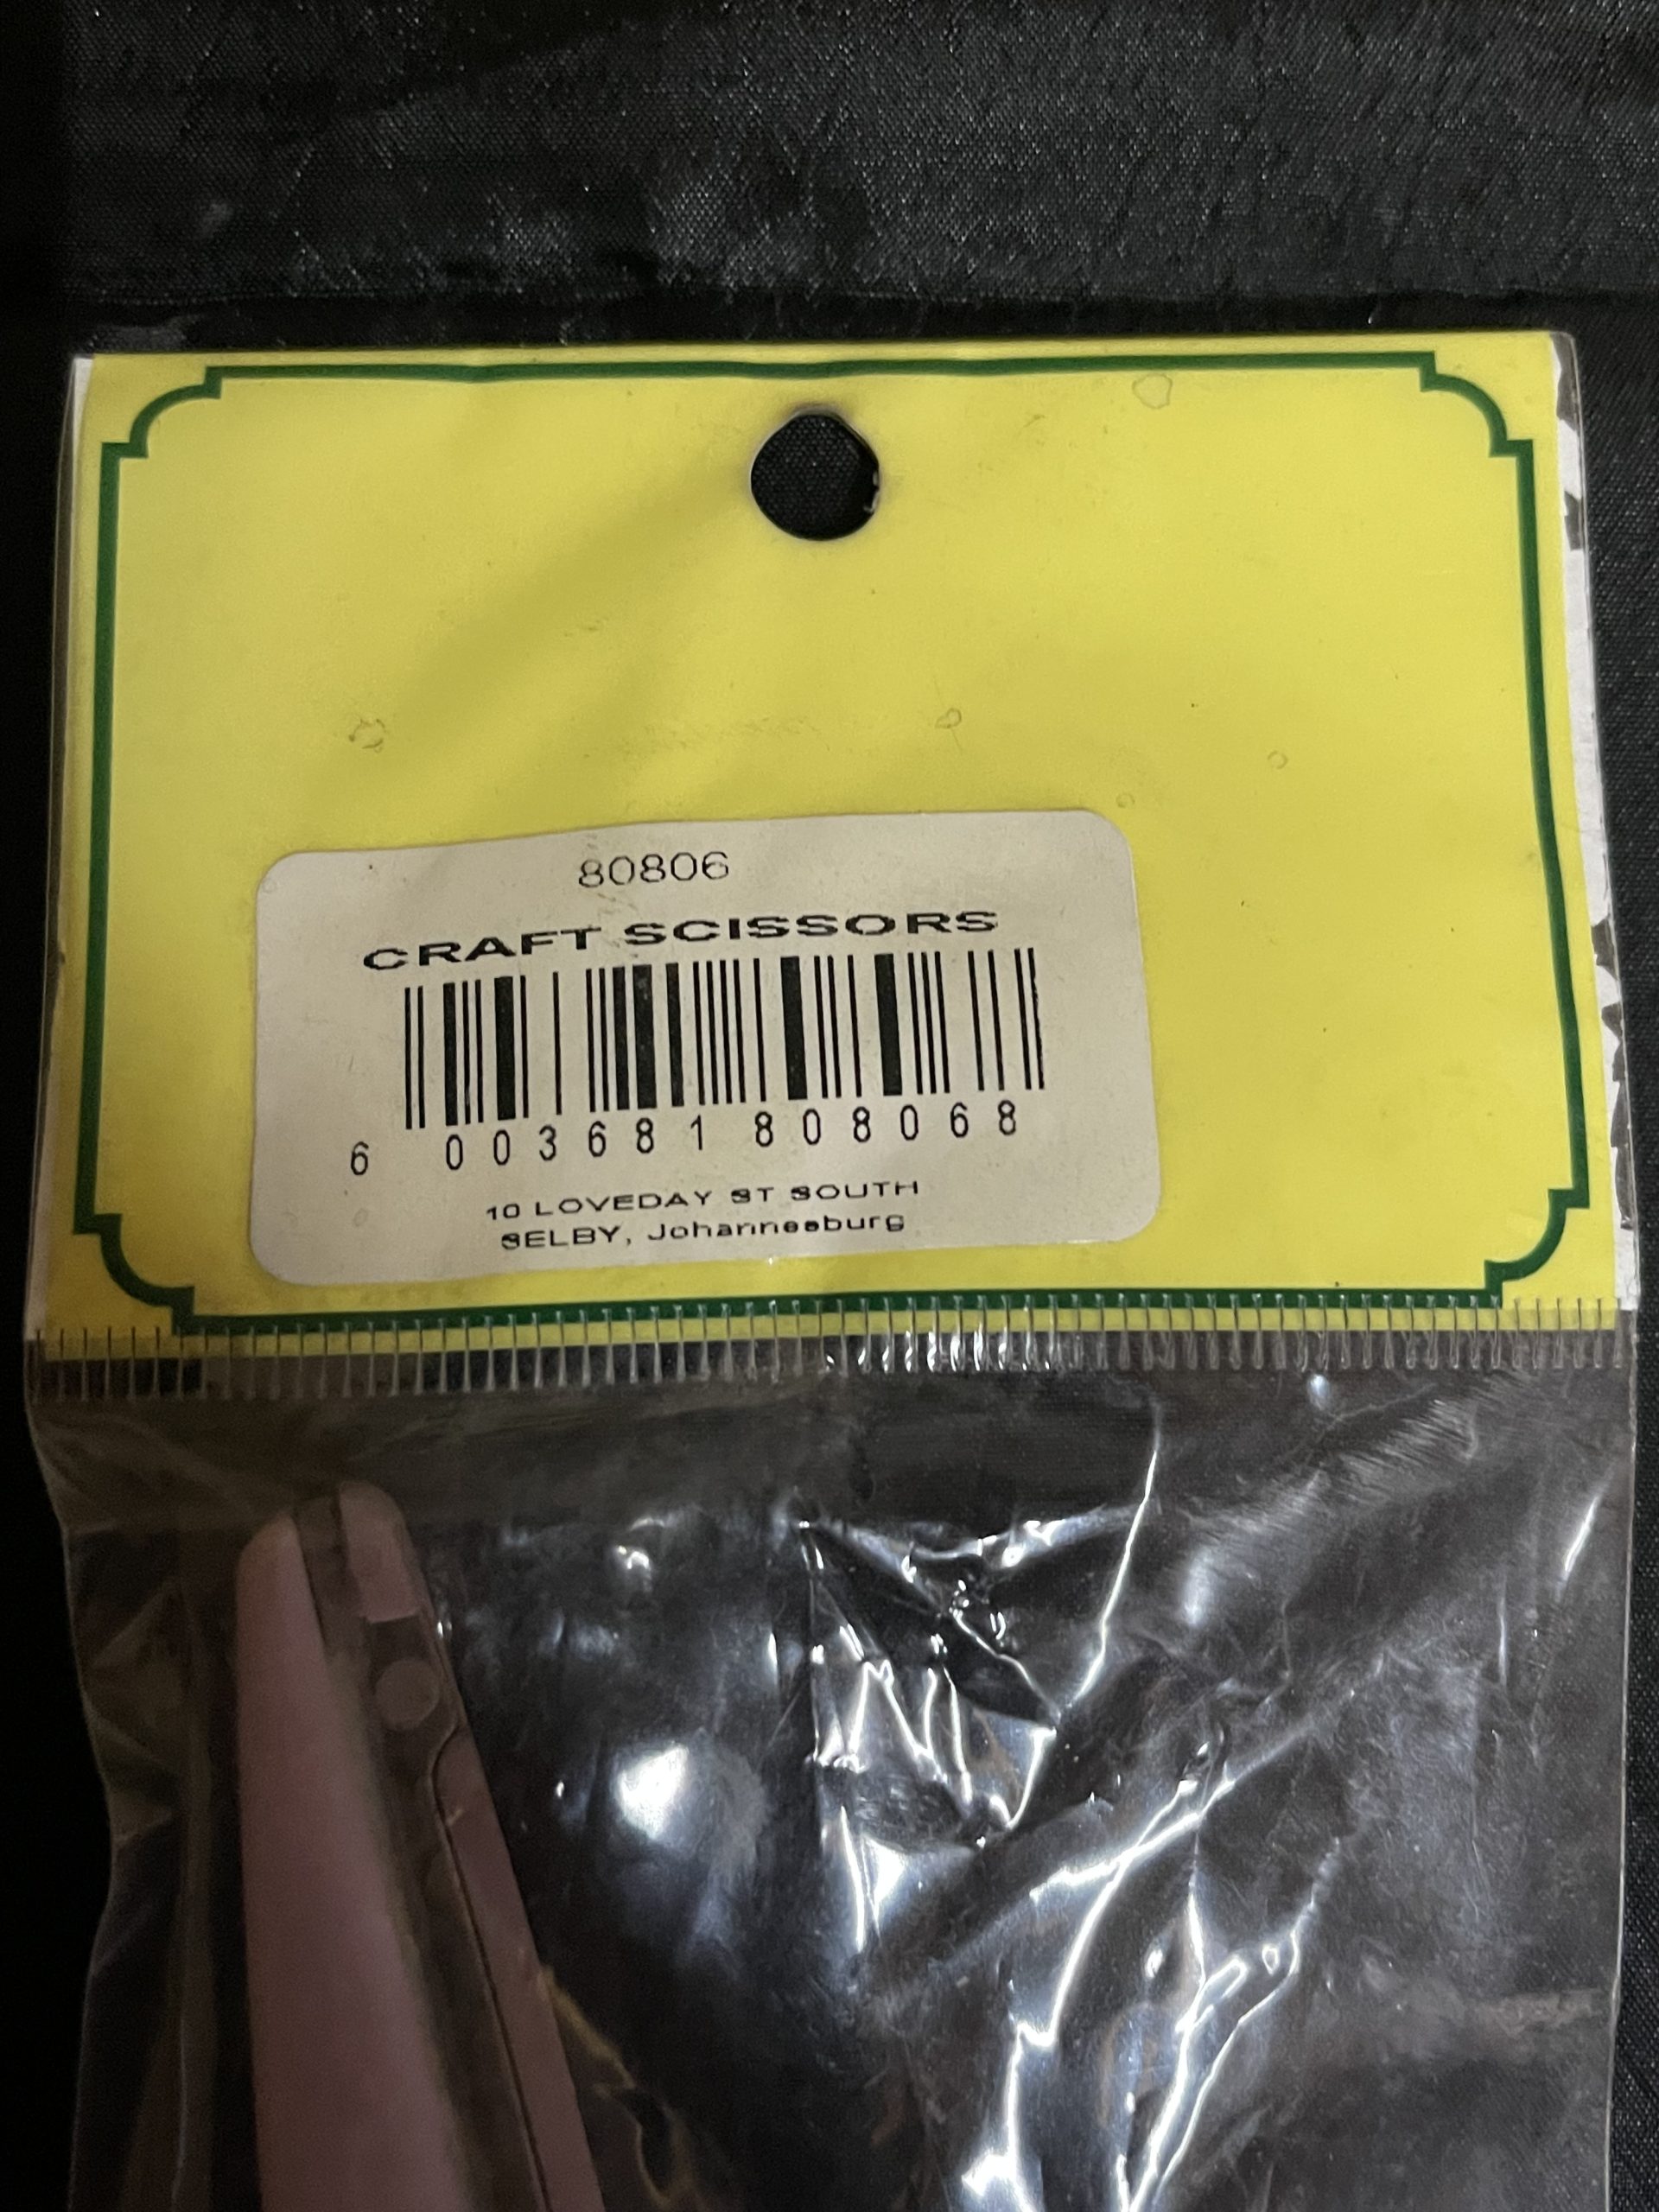 80806
CRAFT SCISSORS
6 003681 808068
10 LOVEDAY ST SOUTH
SELBY, Johannesburg